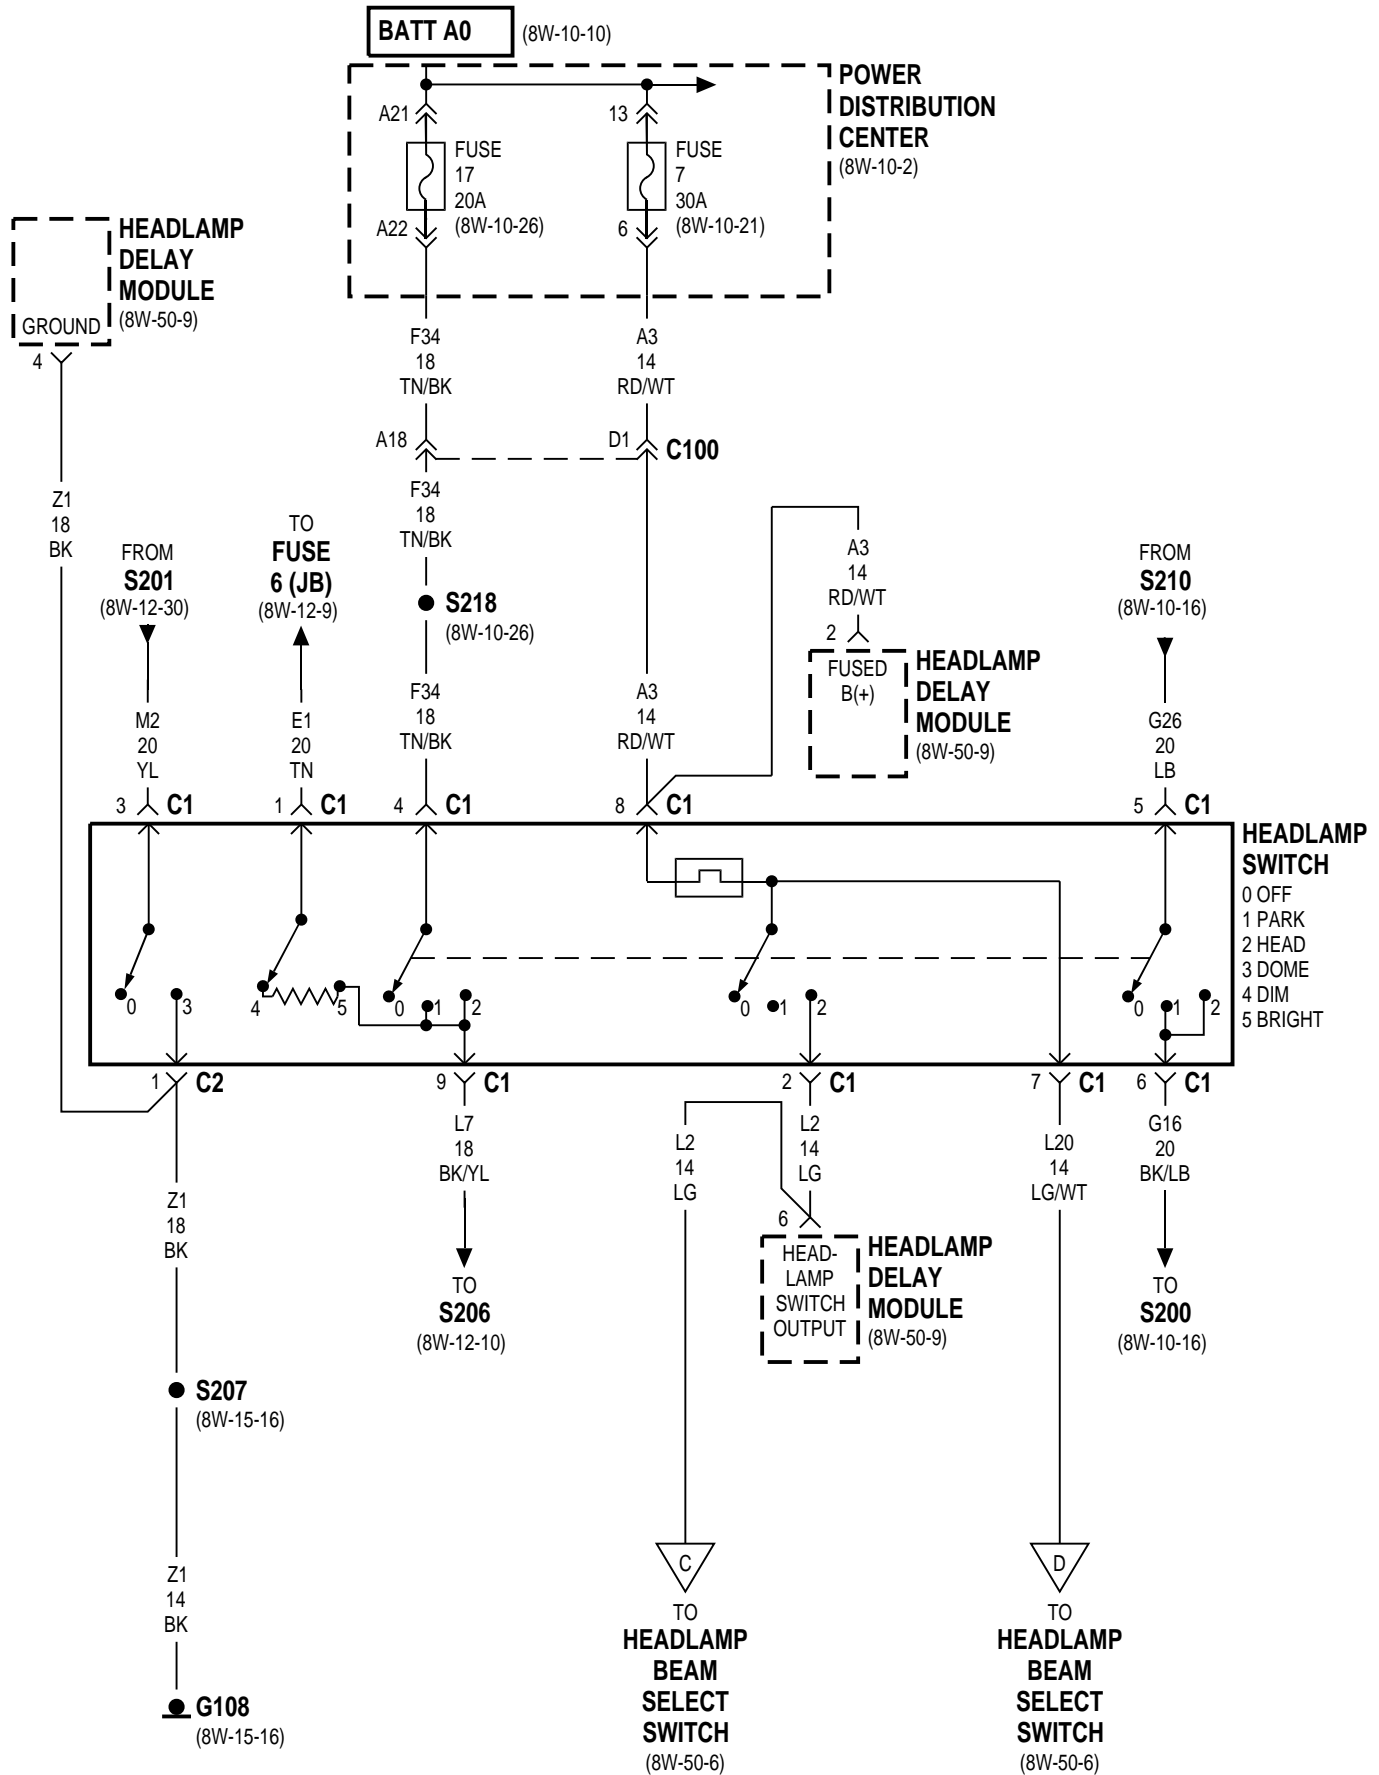 BATT A0
(8W-10-10)
POWER
DISTRIBUTION
CENTER
(8W-10-2)
A21
13
FUSE
17
20A
(8W-10-26)
FUSE
7
30A
(8W-10-21)
A22
6
HEADLAMP
DELAY
MODULE
(8W-50-9)
GROUND
4
F34
18
TN/BK
A3
14
RD/WT
A18
D1
C100
F34
18
TN/BK
Z1
18
BK
FROM
S201
(8W-12-30)
TO
FUSE
6 (JB)
(8W-12-9)
S218
(8W-10-26)
A3
14
RD/WT
2
FUSED
B(+)
HEADLAMP
DELAY
MODULE
(8W-50-9)
FROM
S210
(8W-10-16)
M2
20
YL
E1
20
TN
F34
18
TN/BK
A3
14
RD/WT
G26
20
LB
3 C1
1 C1
4 C1
8 C1
5 C1
HEADLAMP
SWITCH
0 OFF
1 PARK
2 HEAD
3 DOME
4 DIM
5 BRIGHT
0 3
4 5
0 1 2
0 1 2
0 1 2
1 C2
9 C1
2 C1
7 C1
6 C1
L7
18
BK/YL
L2
14
LG
L2
14
LG
L20
14
LG/WT
G16
20
BK/LB
Z1
18
BK
6
HEAD-
LAMP
SWITCH
OUTPUT
HEADLAMP
DELAY
MODULE
(8W-50-9)
TO
S206
(8W-12-10)
TO
S200
(8W-10-16)
S207
(8W-15-16)
Z1
14
BK
G108
(8W-15-16)
C
TO
HEADLAMP
BEAM
SELECT
SWITCH
(8W-50-6)
D
TO
HEADLAMP
BEAM
SELECT
SWITCH
(8W-50-6)